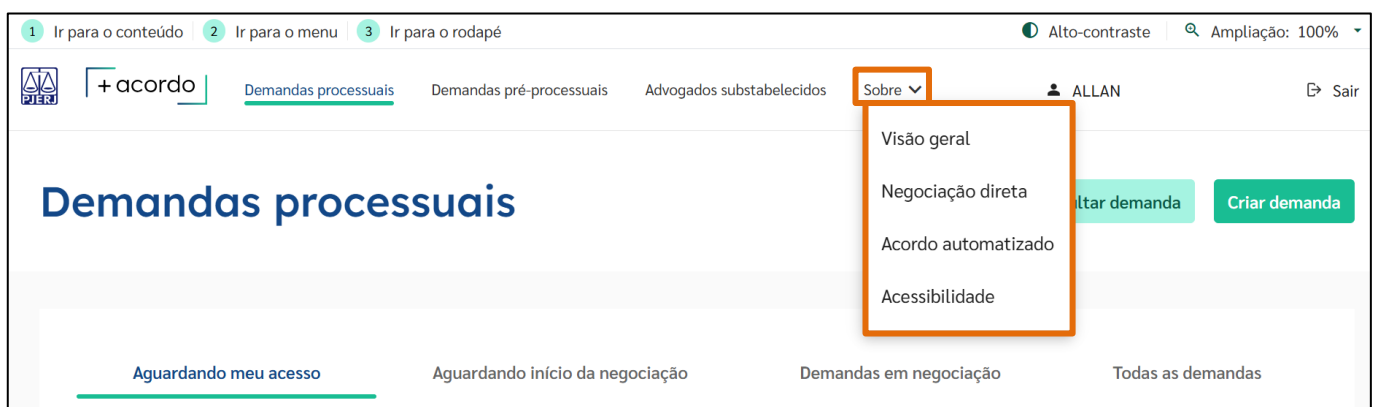 1 Ir para o conteúdo 2 Ir para o menu 3 Ir para o rodapé Alto-contraste Ampliação: 100%
PJERJ +acordo Demandas processuais Demandas pré-processuais Advogados substabelecidos Sobre ALLAN Sair
Visão geral
Negociação direta
Acordo automatizado
Acessibilidade
Demandas processuais
ltar demanda Criar demanda
Aguardando meu acesso Aguardando início da negociação Demandas em negociação Todas as demandas